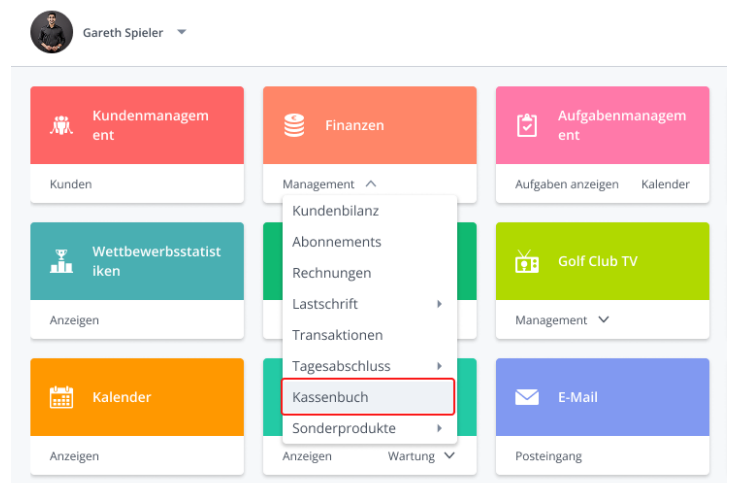 Gareth Spieler
Kundenmanagem
ent
Finanzen
Aufgabenmanagem
ent
Kunden
Management
Aufgaben anzeigen Kalender
Kundenbilanz
Abonnements
Rechnungen
Lastschrift
Transaktionen
Tagesabschluss
Kassenbuch
Sonderprodukte
Wettbewerbsstatist
iken
Golf Club TV
Anzeigen
Management
Kalender
E-Mail
Anzeigen
Anzeigen Wartung
Posteingang